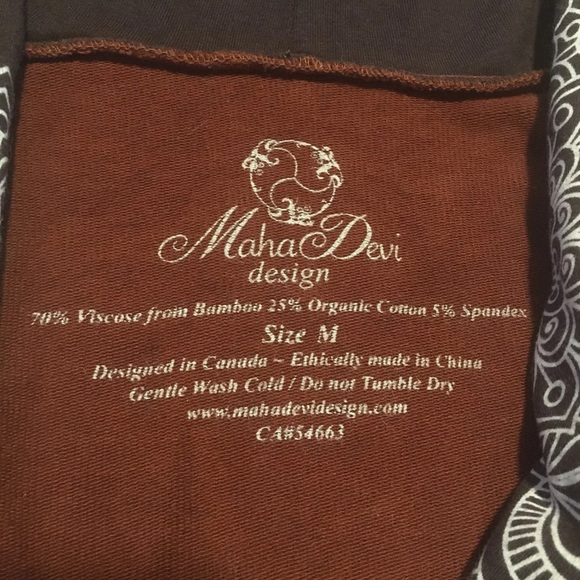 Maha Devi
design
70% Viscose from Bamboo 25% Organic Cotton 5% Spandex
Size M
Designed in Canada ~ Ethically made in China
Gentle Wash Cold / Do not Tumble Dry
www.mahadevidesign.com
CA#54663